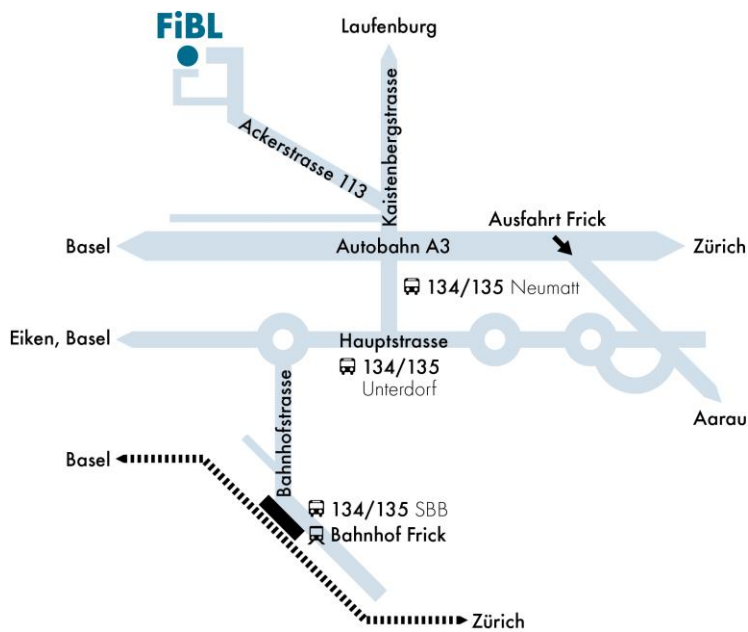 FiBL
Laufenburg
Ackerstrasse 113
Kaistenbergstrasse
Ausfahrt Frick
Basel
Autobahn A3
Zürich
134/135 Neumatt
Eiken, Basel
Hauptstrasse
134/135
Unterdorf
Aarau
Bahnhofstrasse
Basel
134/135 SBB
Bahnhof Frick
Zürich